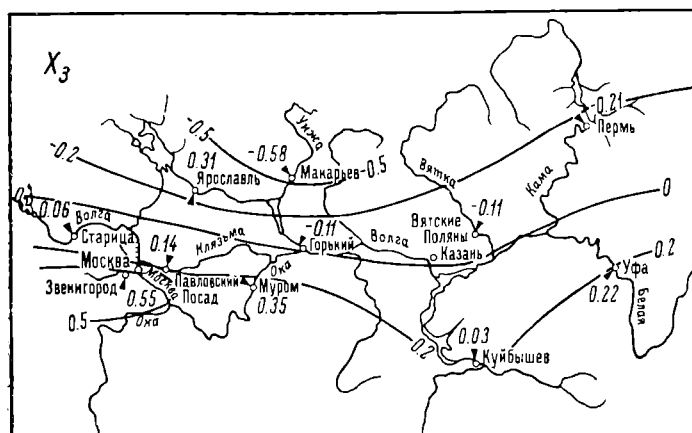 X₃
-0.5
-0.2
-0.58
Унжа
-0.21
Пермь
0.31
Ярославль
Макарьев
-0.5
Вятка
Кама
0
0.06
Волга
Старица
0.14
Клязьма
-0.11
Горький
Волга
Вятские
Поляны
-0.11
Казань
Москва
Москва
Павловский
Посад
Ока
Муром
0.35
Звенигород
0.55
0.5
Ока
0.2
0.03
Куйбышев
0.2
Уфа
0.22
Белая